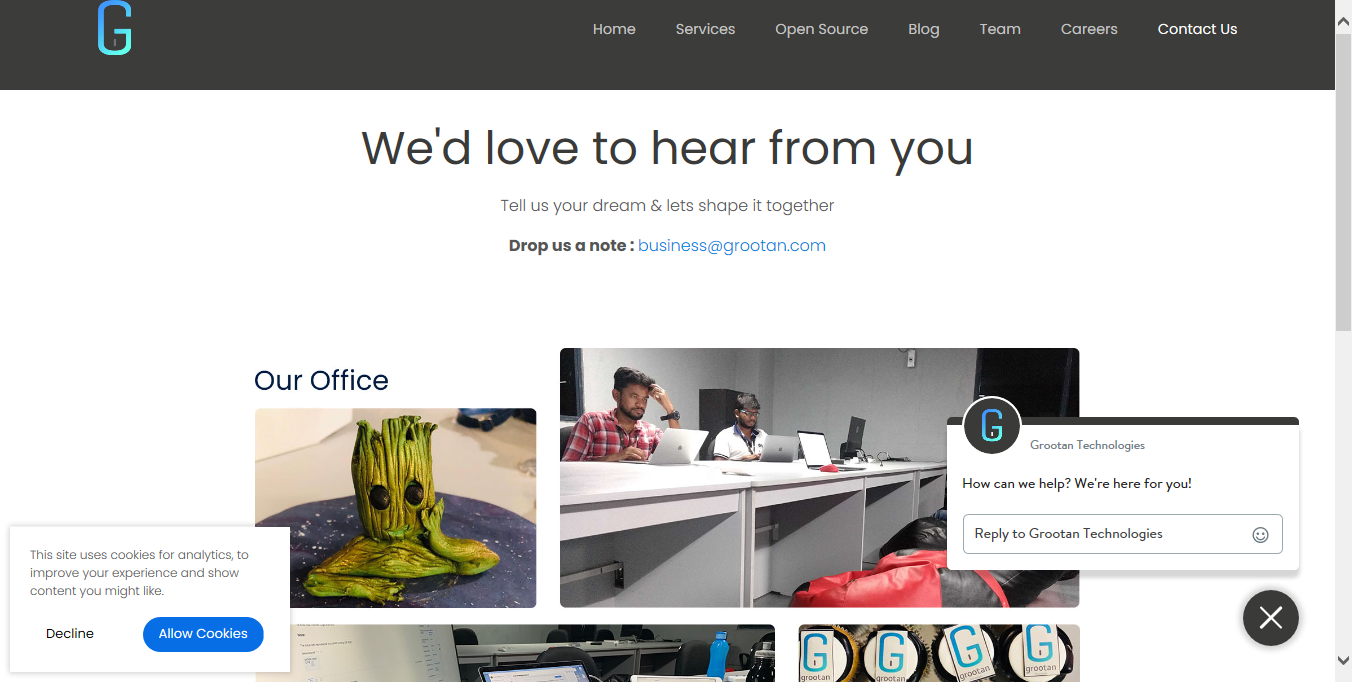 Home Services Open Source Blog Team Careers Contact Us
We'd love to hear from you
Tell us your dream & lets shape it together
Drop us a note : business@grootan.com
Our Office
Grootan Technologies
How can we help? We're here for you!
Reply to Grootan Technologies
This site uses cookies for analytics, to
improve your experience and show
content you might like.
Decline Allow Cookies
grootan grootan grootan grootan